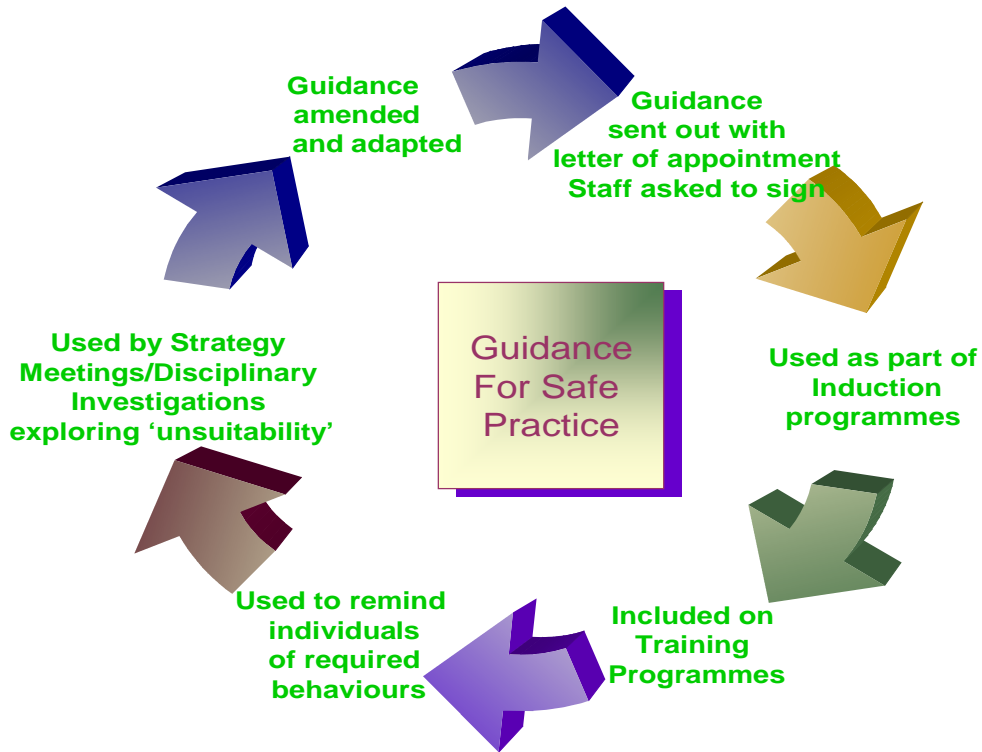 Guidance
amended
and adapted
Guidance
sent out with
letter of appointment
Staff asked to sign
Used as part of
Induction
programmes
Included on
Training
Programmes
Used to remind
individuals
of required
behaviours
Used by Strategy
Meetings/Disciplinary
Investigations
exploring ‘unsuitability’
Guidance
For Safe
Practice